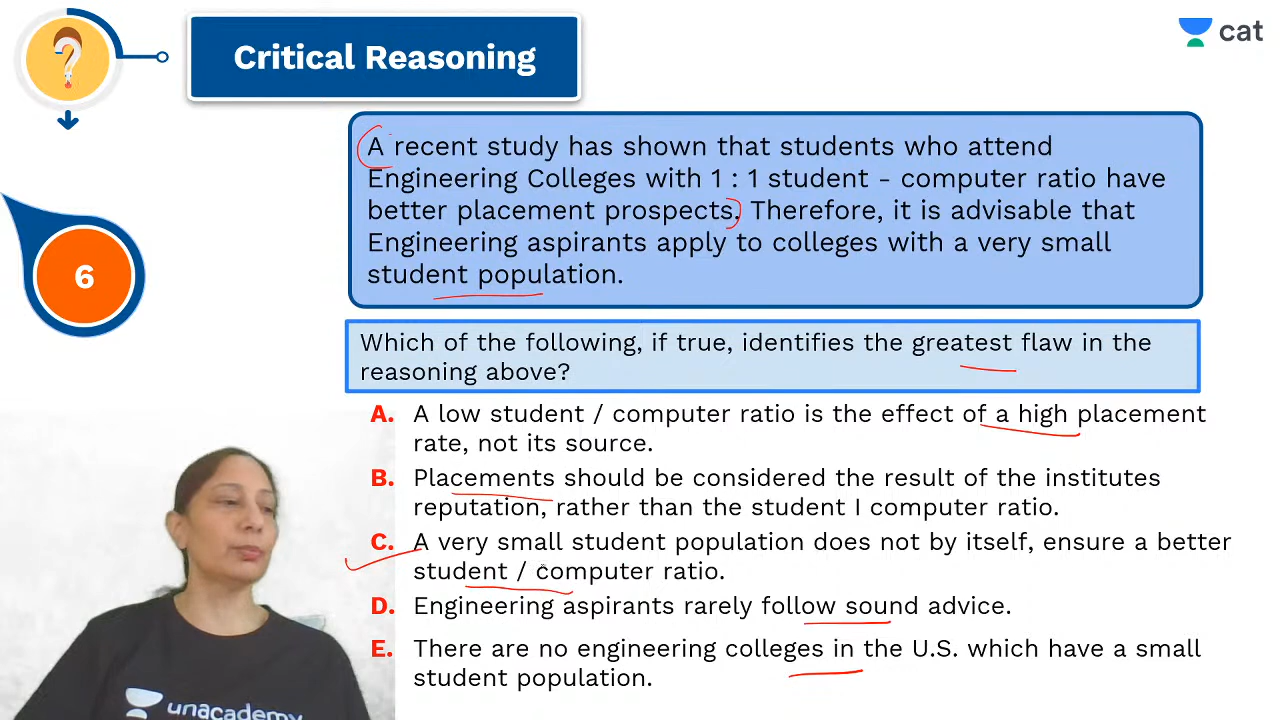 Critical Reasoning
cat
A recent study has shown that students who attend
Engineering Colleges with 1 : 1 student - computer ratio have
better placement prospects. Therefore, it is advisable that
Engineering aspirants apply to colleges with a very small
student population.
6
Which of the following, if true, identifies the greatest flaw in the
reasoning above?
A. A low student / computer ratio is the effect of a high placement
rate, not its source.
B. Placements should be considered the result of the institutes
reputation, rather than the student I computer ratio.
C. A very small student population does not by itself, ensure a better
student / computer ratio.
D. Engineering aspirants rarely follow sound advice.
E. There are no engineering colleges in the U.S. which have a small
student population.
unacademy